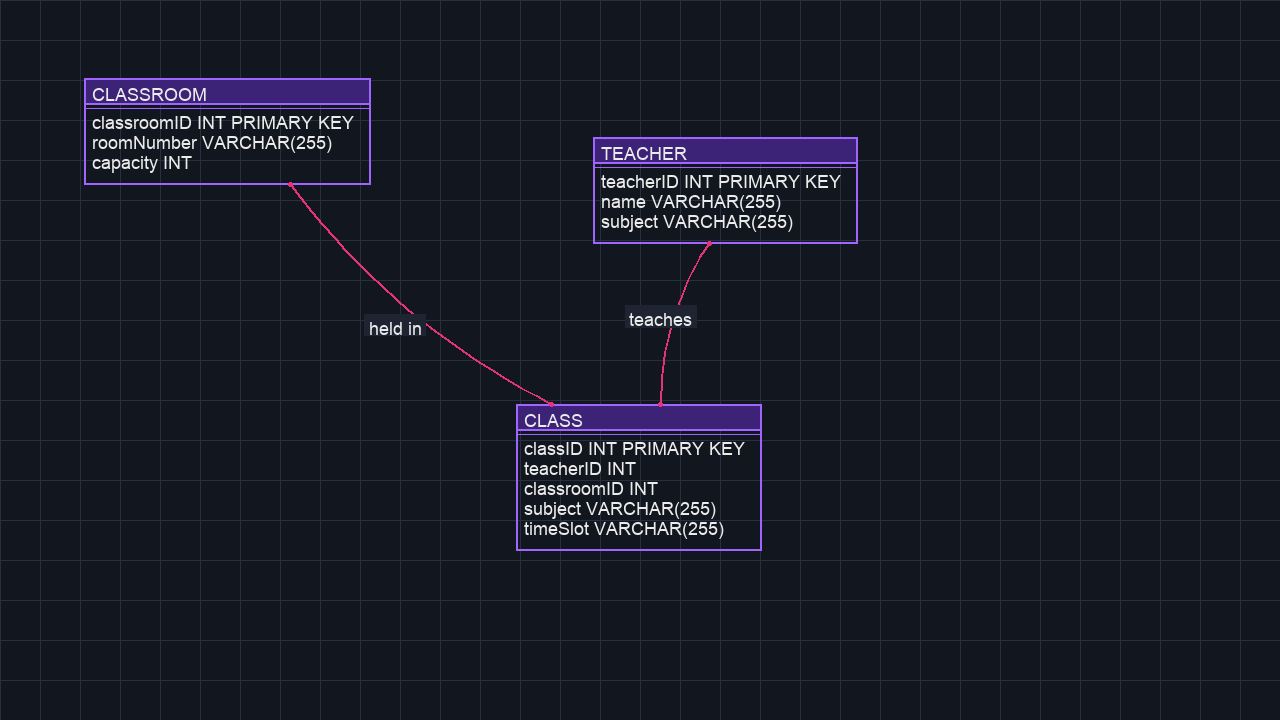 CLASSROOM
classroomID INT PRIMARY KEY
roomNumber VARCHAR(255)
capacity INT
TEACHER
teacherID INT PRIMARY KEY
name VARCHAR(255)
subject VARCHAR(255)
held in
teaches
CLASS
classID INT PRIMARY KEY
teacherID INT
classroomID INT
subject VARCHAR(255)
timeSlot VARCHAR(255)